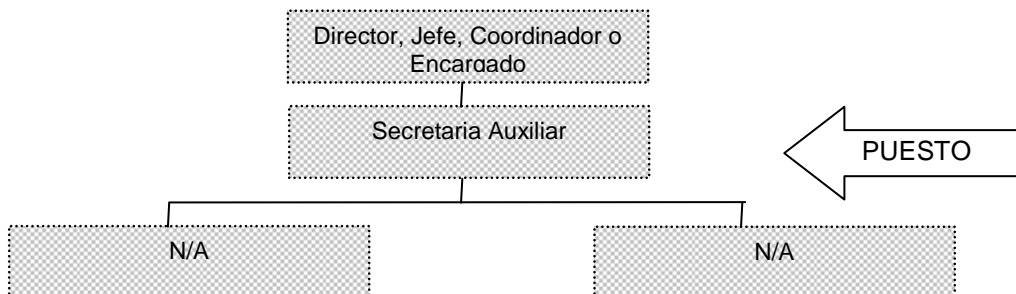 Director, Jefe, Coordinador o
Encargado
Secretaria Auxiliar
PUESTO
N/A
N/A